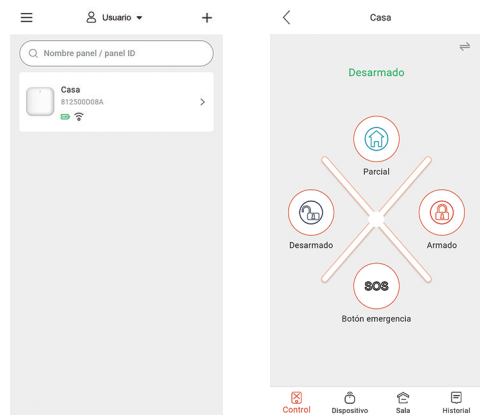 Usuario
Nombre panel / panel ID
Casa
812500D08A
Casa
Desarmado
Parcial
Desarmado
Armado
SOS
Botón emergencia
Control
Dispositivo
Sala
Historial